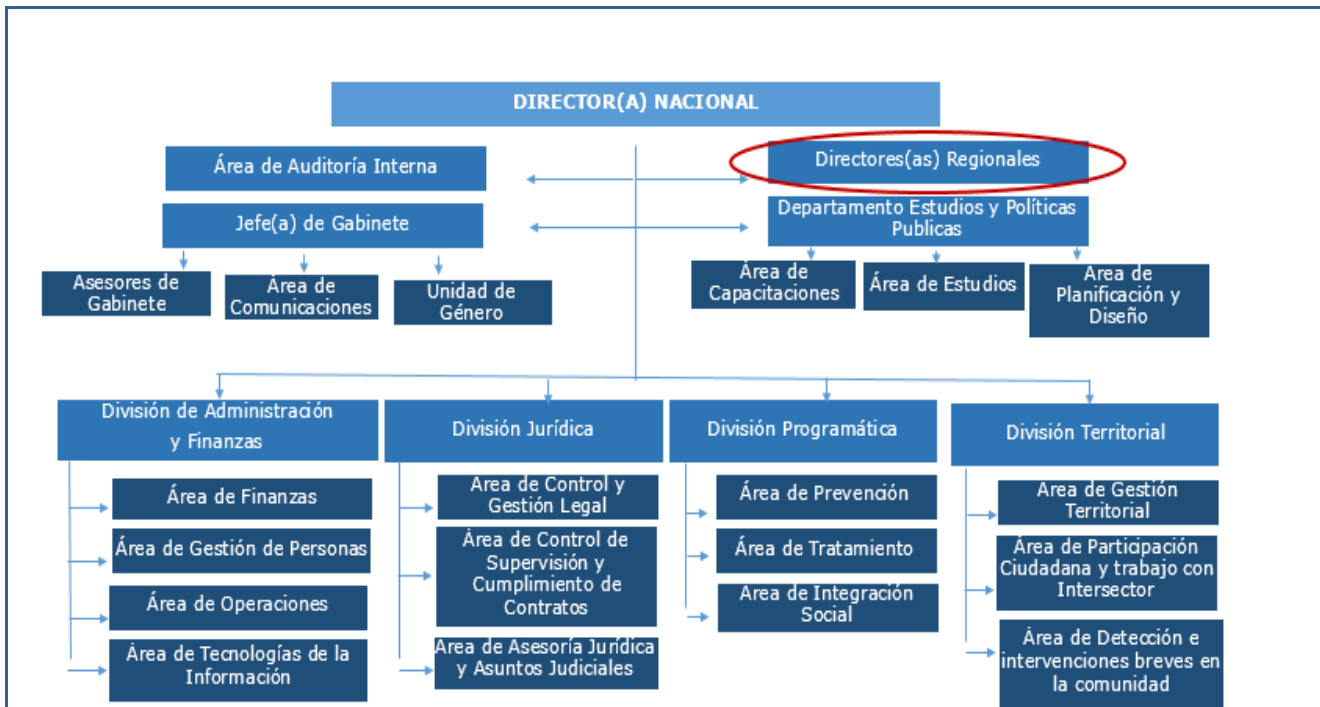 DIRECTOR(A) NACIONAL
Área de Auditoría Interna
Directores(as) Regionales
Jefe(a) de Gabinete
Departamento Estudios y Políticas
Publicas
Asesores de
Gabinete
Área de
Comunicaciones
Unidad de
Género
Área de
Capacitaciones
Área de Estudios
Area de
Planificación y
Diseño
División de Administración
y Finanzas
División Jurídica
División Programática
División Territorial
Área de Finanzas
Área de Gestión de Personas
Área de Operaciones
Área de Tecnologías de la
Información
Area de Control y
Gestión Legal
Área de Control de
Supervisión y
Cumplimiento de
Contratos
Area de Asesoría Jurídica
y Asuntos Judiciales
Área de Prevención
Área de Tratamiento
Area de Integración
Social
Area de Gestión
Territorial
Área de Participación
Ciudadana y trabajo con
Intersector
Área de Detección e
intervenciones breves en
la comunidad